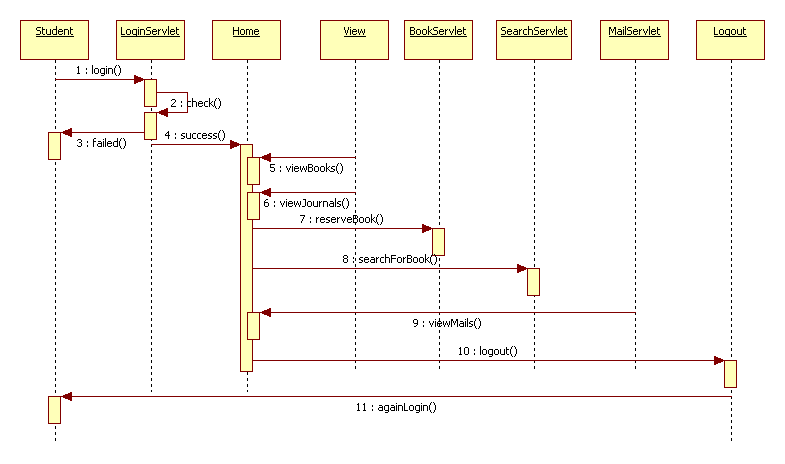 Student LoginServlet Home View BookServlet SearchServlet MailServlet Logout
1 : login()
2 : check()
3 : failed()
4 : success()
5 : viewBooks()
6 : viewJournals()
7 : reserveBook()
8 : searchForBook()
9 : viewMails()
10 : logout()
11 : againLogin()